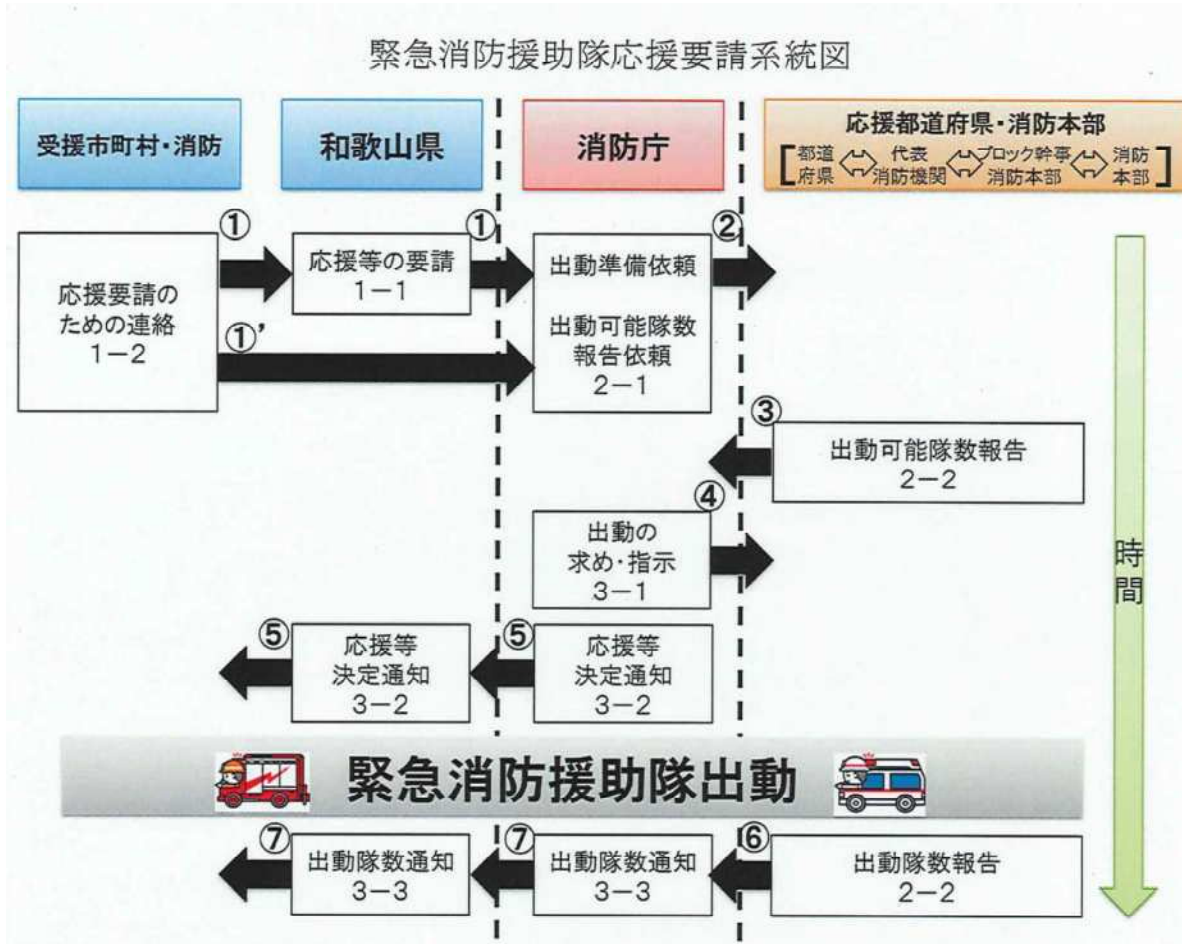 緊急消防援助隊応援要請系統図
受援市町村・消防
和歌山県
消防庁
応援都道府県・消防本部
[都道府県⇔代表消防機関⇔ブロック幹事消防本部⇔消防本部]
①
①
②
応援要請の
ための連絡
1－2
応援等の要請
1－1
出動準備依頼
出動可能隊数
報告依頼
2－1
①’
③
出動可能隊数報告
2－2
④
出動の
求め・指示
3－1
時間
⑤
応援等
決定通知
3－2
⑤
応援等
決定通知
3－2
緊急消防援助隊出動
⑦
出動隊数通知
3－3
⑦
出動隊数通知
3－3
⑥
出動隊数報告
2－2